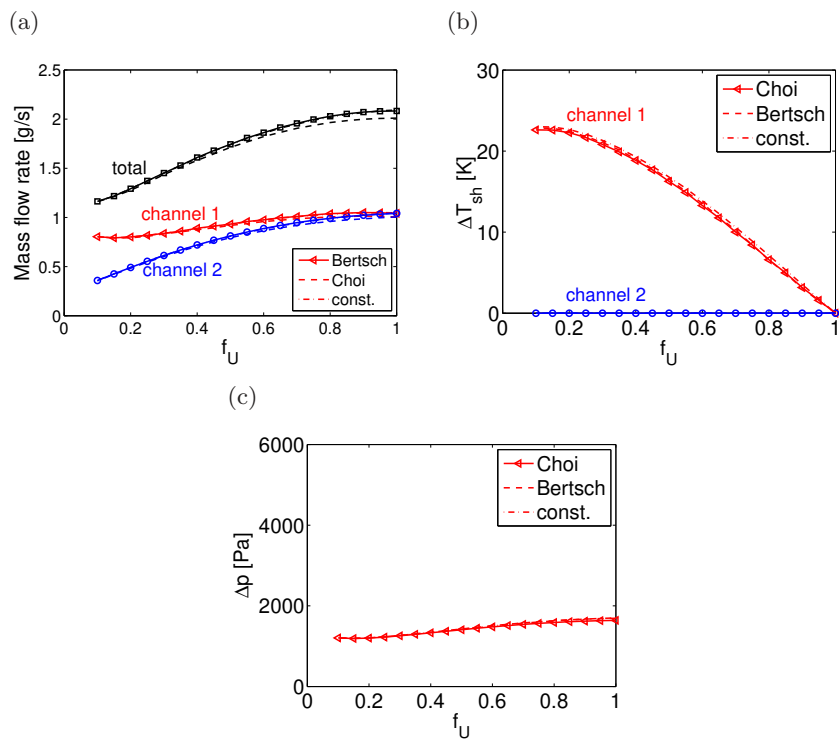 (a)
Mass flow rate [g/s]
2.5
2
1.5
1
0.5
0
total
channel 1
channel 2
Bertsch
Choi
const.
0 0.2 0.4 0.6 0.8 1
f_U
(b)
ΔT_sh [K]
30
20
10
0
channel 1
channel 2
Choi
Bertsch
const.
0 0.2 0.4 0.6 0.8 1
f_U
(c)
Δp [Pa]
6000
4000
2000
0
Choi
Bertsch
const.
0 0.2 0.4 0.6 0.8 1
f_U